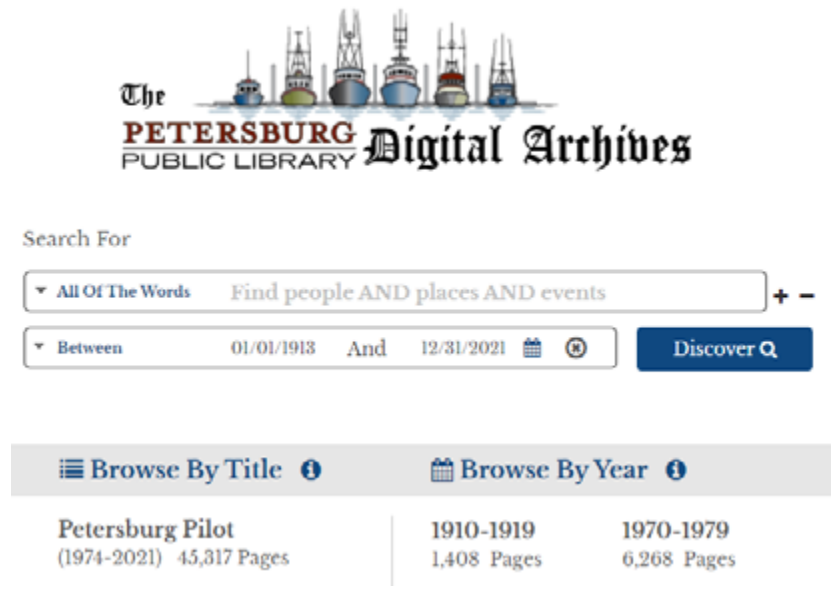 The
PETERSBURG
PUBLIC LIBRARY
Digital Archives
Search For
All Of The Words Find people AND places AND events + -
Between 01/01/1913 And 12/31/2021 Discover
Browse By Title Browse By Year
Petersburg Pilot 1910-1919 1970-1979
(1974-2021) 45,317 Pages 1,408 Pages 6,268 Pages